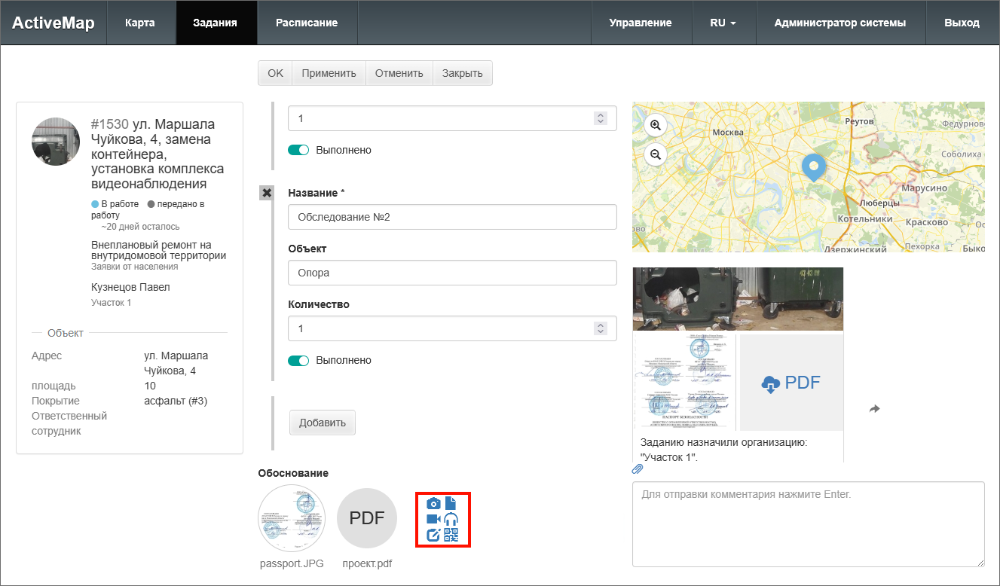 ActiveMap
Карта
Задания
Расписание
Управление
RU
Администратор системы
Выход
OK
Применить
Отменить
Закрыть
#1530 ул. Маршала
Чуйкова, 4, замена
контейнера,
установка комплекса
видеонаблюдения
В работе передано в
работу
~20 дней осталось
Внеплановый ремонт на
внутридомовой территории
Заявки от населения
Кузнецов Павел
Участок 1
Объект
Адрес ул. Маршала
Чуйкова, 4
площадь 10
Покрытие асфальт (#3)
Ответственный
сотрудник
1
Выполнено
Название *
Обследование №2
Объект
Опора
Количество
1
Выполнено
Добавить
Обоснование
PDF
passport.JPG
проект.pdf
Москва
Реутов
Федурново
Соболиха
Марусино
Люберцы
Котельники
Красково
Дзержинский
Пехорка
Быко
ово
PDF
ПАСПОРТ БЕЗОПАСНОСТИ
Заданию назначили организацию:
"Участок 1".
Для отправки комментария нажмите Enter.